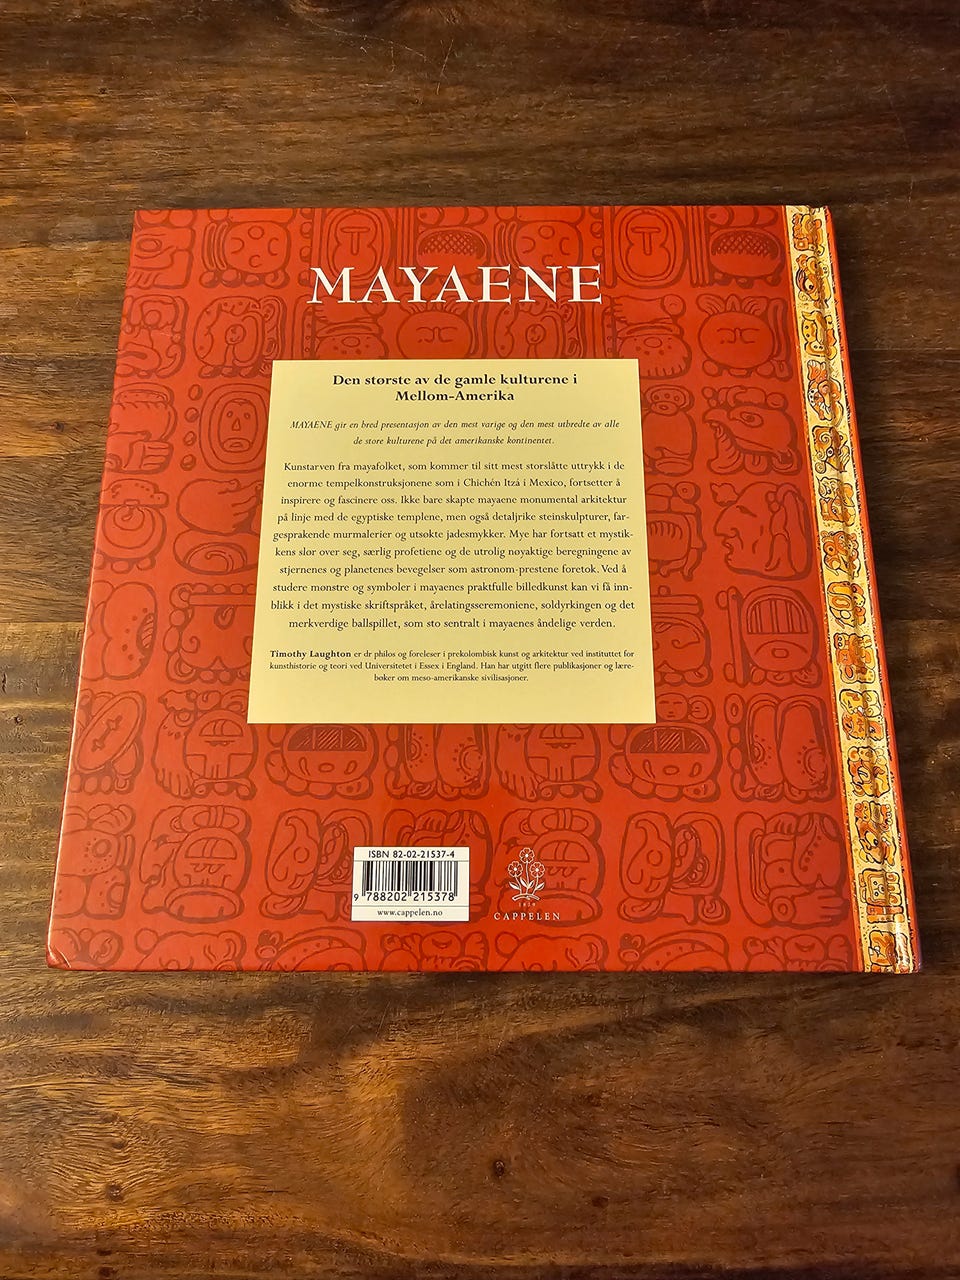 MAYAENE
Den største av de gamle kulturene i
Mellom-Amerika
MAYAENE gir en bred presentasjon av den mest varige og den mest utbredte av alle
de store kulturene på det amerikanske kontinentet.
Kunstarven fra mayafolket, som kommer til sitt mest storslåtte uttrykk i de
enorme tempelkonstruksjonene som i Chichén Itzá i Mexico, fortsetter å
inspirere og fascinere oss. Ikke bare skapte mayaene monumental arkitektur
på linje med de egyptiske templene, men også detaljrike steinskulpturer, far-
gesprakende murmalerier og utsøkte jadesmykker. Mye har fortsatt et mystik-
kens slør over seg, særlig profetiene og de utrolig nøyaktige beregningene av
stjernenes og planetenes bevegelser som astronom-prestene foretok. Ved å
studere mønstre og symboler i mayaenes praktfulle billedkunst kan vi få inn-
blikk i det mystiske skriftspråket, årelatingsseremoniene, soldyrkingen og det
merkverdige ballspillet, som sto sentralt i mayaenes åndelige verden.
Timothy Laughton er dr philos og foreleser i prekolombisk kunst og arkitektur ved instituttet for
kunsthistorie og teori ved Universitetet i Essex i England. Han har utgitt flere publikasjoner og lære-
bøker om meso-amerikanske sivilisasjoner.
ISBN 82-02-21537-4
9 788202 215378
www.cappelen.no
1829
CAPPELEN